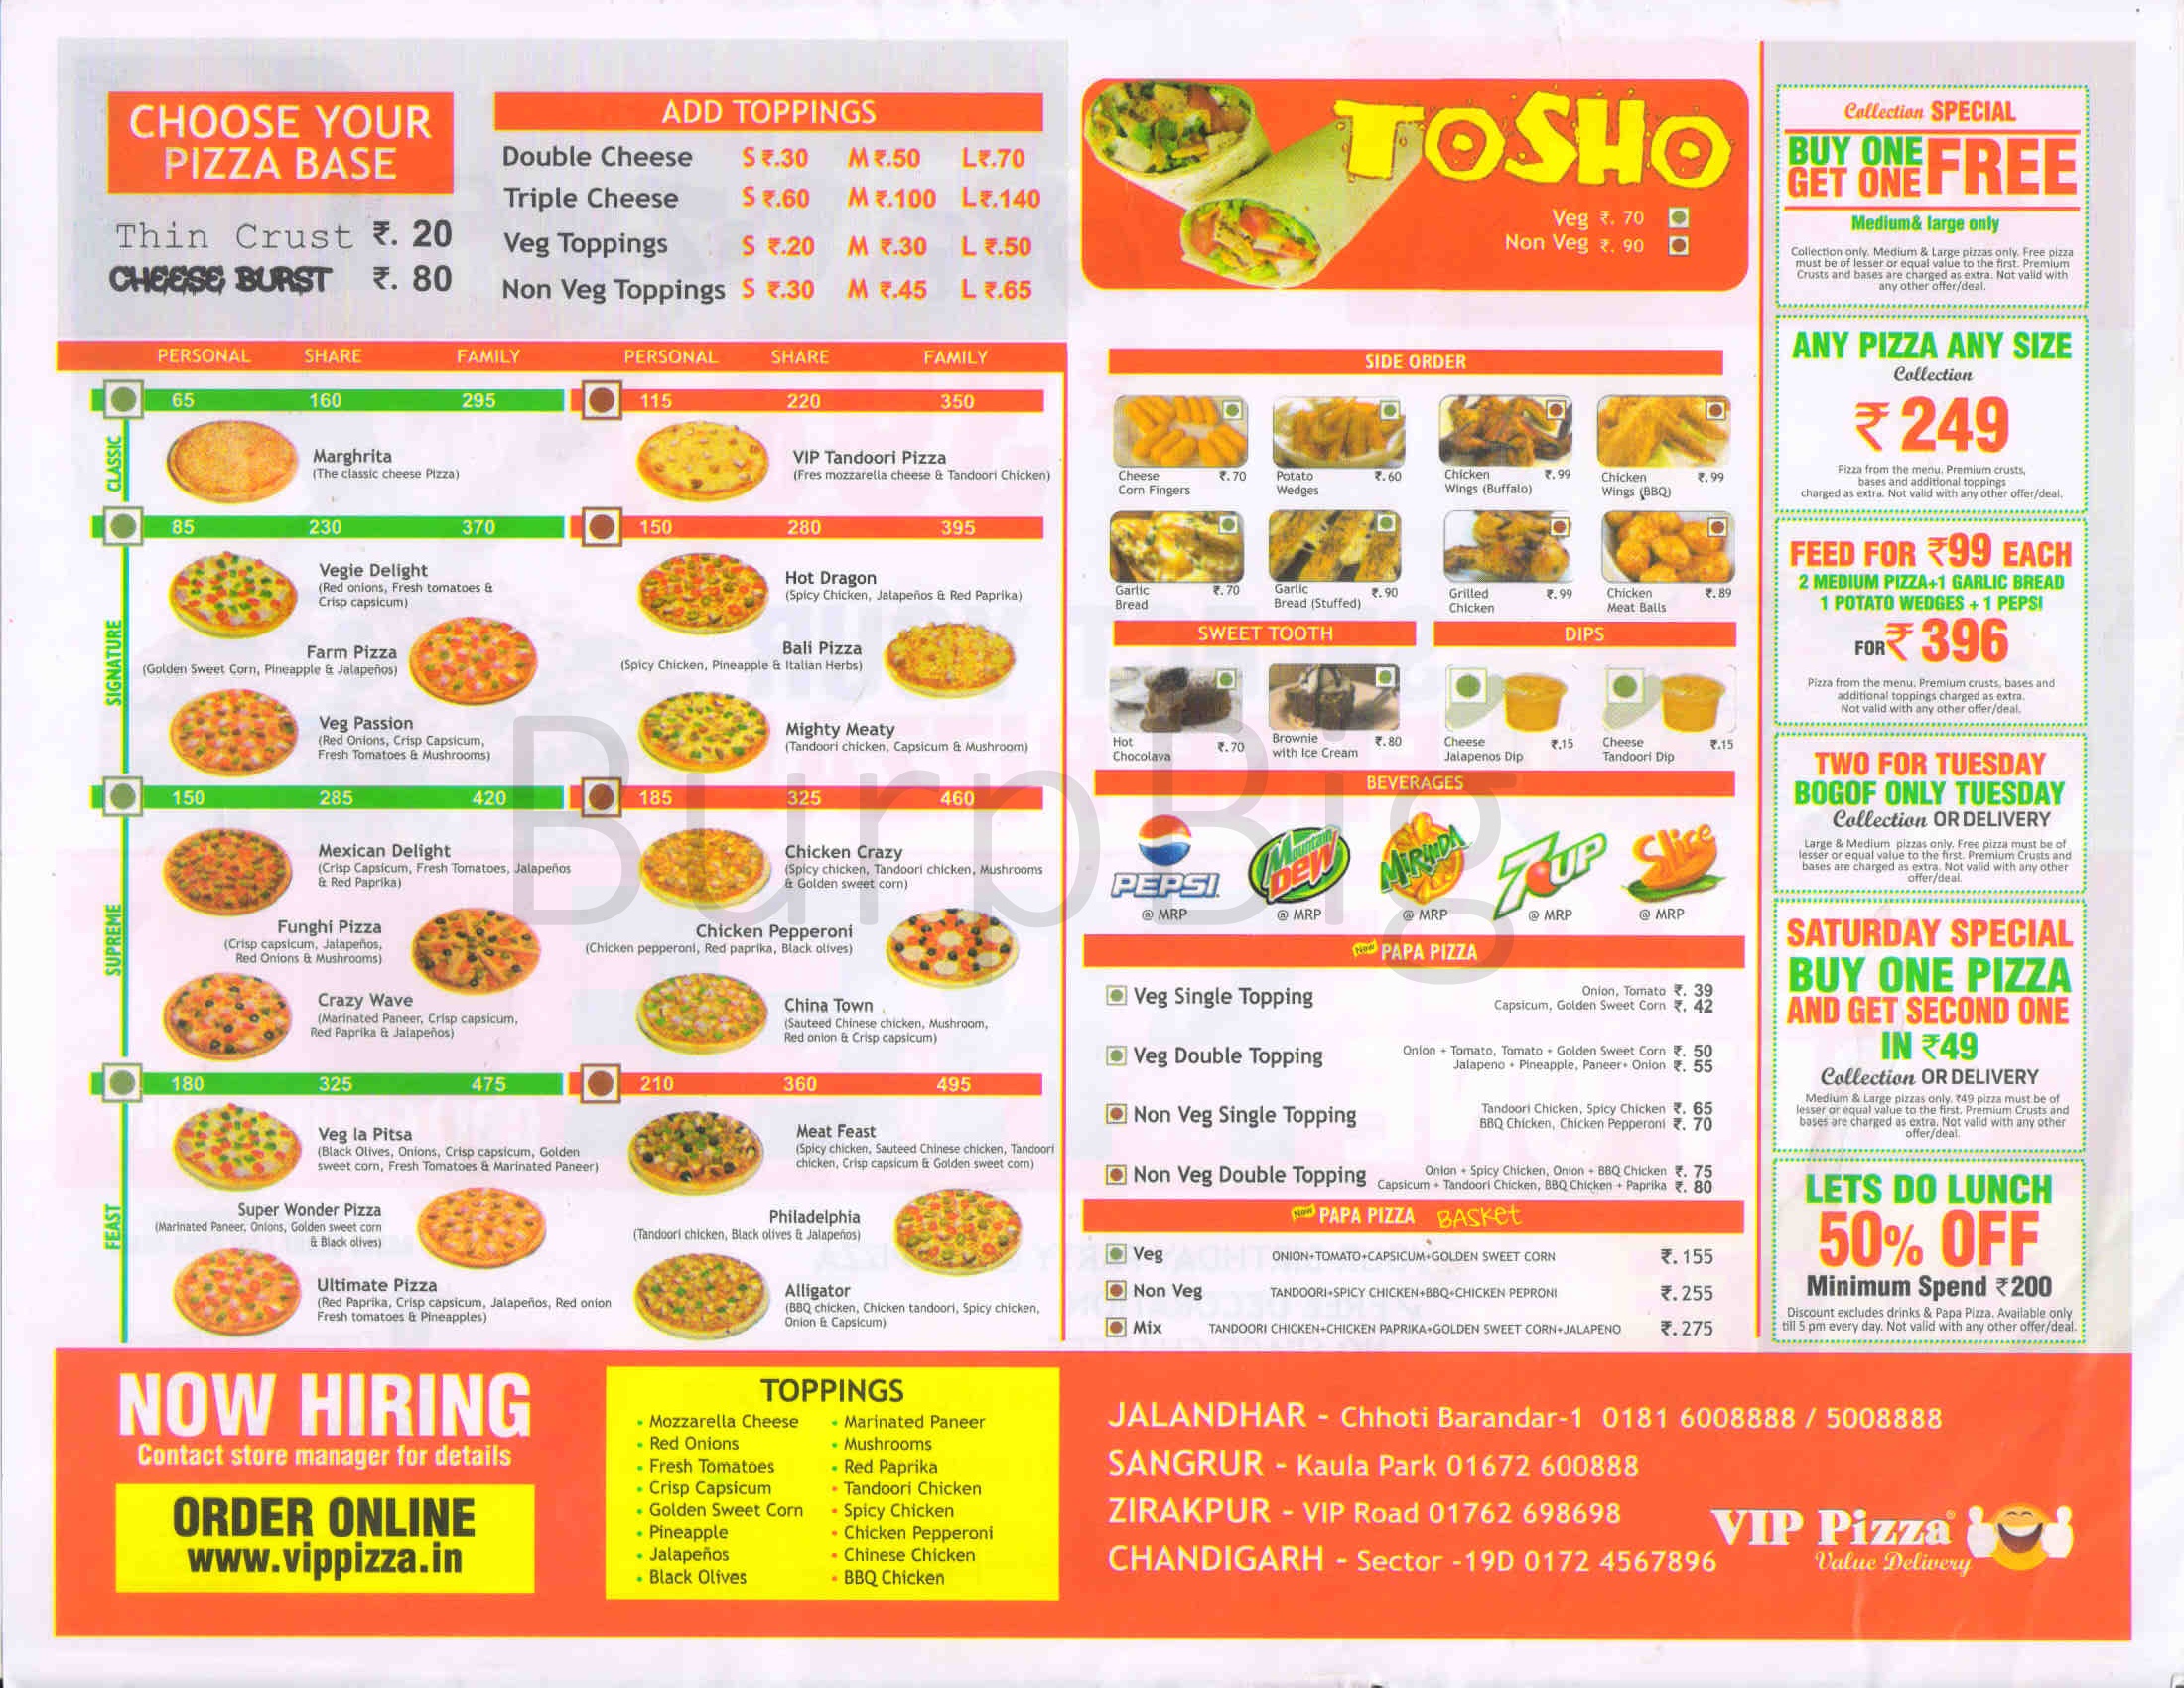 CHOOSE YOUR
PIZZA BASE
Thin Crust ₹. 20
CHEESE BURST ₹. 80
ADD TOPPINGS
Double Cheese S ₹.30 M ₹.50 L₹.70
Triple Cheese S ₹.60 M ₹.100 L₹.140
Veg Toppings S ₹.20 M ₹.30 L ₹.50
Non Veg Toppings S ₹.30 M ₹.45 L ₹.65
PERSONAL SHARE FAMILY PERSONAL SHARE FAMILY
CLASSIC
65 160 295
Marghrita
(The classic cheese Pizza)
115 220 350
VIP Tandoori Pizza
(Fres mozzarella cheese & Tandoori Chicken)
SIGNATURE
85 230 370
Vegie Delight
(Red onions, Fresh tomatoes &
Crisp capsicum)
Farm Pizza
(Golden Sweet Corn, Pineapple & Jalapeños)
Veg Passion
(Red Onions, Crisp Capsicum,
Fresh Tomatoes & Mushrooms)
150 280 395
Hot Dragon
(Spicy Chicken, Jalapeños & Red Paprika)
Bali Pizza
(Spicy Chicken, Pineapple & Italian Herbs)
Mighty Meaty
(Tandoori chicken, Capsicum & Mushroom)
SUPREME
150 285 420
Mexican Delight
(Crisp Capsicum, Fresh Tomatoes, Jalapeños
& Red Paprika)
Funghi Pizza
(Crisp capsicum, Jalapeños,
Red Onions & Mushrooms)
Crazy Wave
(Marinated Paneer, Crisp capsicum,
Red Paprika & Jalapeños)
185 325 460
Chicken Crazy
(Spicy chicken, Tandoori chicken, Mushrooms
& Golden sweet corn)
Chicken Pepperoni
(Chicken pepperoni, Red paprika, Black olives)
China Town
(Sauteed Chinese chicken, Mushroom,
Red onion & Crisp capsicum)
FEAST
180 325 475
Veg la Pitsa
(Black Olives, Onions, Crisp capsicum, Golden
sweet corn, Fresh Tomatoes & Marinated Paneer)
Super Wonder Pizza
(Marinated Paneer, Onions, Golden sweet corn
& Black olives)
Ultimate Pizza
(Red Paprika, Crisp capsicum, Jalapeños, Red onion
Fresh tomatoes & Pineapples)
210 360 495
Meat Feast
(Spicy chicken, Sauteed Chinese chicken, Tandoori
chicken, Crisp capsicum & Golden sweet corn)
Philadelphia
(Tandoori chicken, Black olives & Jalapeños)
Alligator
(BBQ chicken, Chicken tandoori, Spicy chicken,
Onion & Capsicum)
TOSHO
Veg ₹. 70
Non Veg ₹. 90
SIDE ORDER
Cheese
Corn Fingers ₹.70
Potato
Wedges ₹.60
Chicken
Wings (Buffalo) ₹.99
Chicken
Wings (BBQ) ₹.99
Garlic
Bread ₹.70
Garlic
Bread (Stuffed) ₹.90
Grilled
Chicken ₹.99
Chicken
Meat Balls ₹.89
SWEET TOOTH
Hot
Chocolava ₹.70
Brownie
with Ice Cream ₹.80
DIPS
Cheese
Jalapenos Dip ₹.15
Cheese
Tandoori Dip ₹.15
BEVERAGES
PEPSI Mountain Dew MIRINDA 7UP Slice
@ MRP @ MRP @ MRP @ MRP @ MRP
New PAPA PIZZA
Veg Single Topping
Onion, Tomato ₹. 39
Capsicum, Golden Sweet Corn ₹. 42
Veg Double Topping
Onion + Tomato, Tomato + Golden Sweet Corn ₹. 50
Jalapeno + Pineapple, Paneer+ Onion ₹. 55
Non Veg Single Topping
Tandoori Chicken, Spicy Chicken ₹. 65
BBQ Chicken, Chicken Pepperoni ₹. 70
Non Veg Double Topping
Onion + Spicy Chicken, Onion + BBQ Chicken ₹. 75
Capsicum + Tandoori Chicken, BBQ Chicken + Paprika ₹. 80
New PAPA PIZZA BASKET
Veg ONION+TOMATO+CAPSICUM+GOLDEN SWEET CORN ₹. 155
Non Veg TANDOORI+SPICY CHICKEN+BBQ+CHICKEN PEPRONI ₹.255
Mix TANDOORI CHICKEN+CHICKEN PAPRIKA+GOLDEN SWEET CORN+JALAPENO ₹.275
Collection SPECIAL
BUY ONE
GET ONE FREE
Medium& large only
Collection only. Medium & Large pizzas only. Free pizza
must be of lesser or equal value to the first. Premium
Crusts and bases are charged as extra. Not valid with
any other offer/deal.
ANY PIZZA ANY SIZE
Collection
₹ 249
Pizza from the menu. Premium crusts,
bases and additional toppings
charged as extra. Not valid with any other offer/deal.
FEED FOR ₹99 EACH
2 MEDIUM PIZZA+1 GARLIC BREAD
1 POTATO WEDGES + 1 PEPSI
FOR ₹ 396
Pizza from the menu. Premium crusts, bases and
additional toppings charged as extra.
Not valid with any other offer/deal.
TWO FOR TUESDAY
BOGOF ONLY TUESDAY
Collection OR DELIVERY
Large & Medium pizzas only. Free pizza must be of
lesser or equal value to the first. Premium Crusts and
bases are charged as extra. Not valid with any other
offer/deal.
SATURDAY SPECIAL
BUY ONE PIZZA
AND GET SECOND ONE
IN ₹49
Collection OR DELIVERY
Medium & Large pizzas only. ₹49 pizza must be of
lesser or equal value to the first. Premium Crusts and
bases are charged as extra. Not valid with any other
offer/deal.
LETS DO LUNCH
50% OFF
Minimum Spend ₹200
Discount excludes drinks & Papa Pizza. Available only
till 5 pm every day. Not valid with any other offer/deal.
BurpBig
NOW HIRING
Contact store manager for details
ORDER ONLINE
www.vippizza.in
TOPPINGS
• Mozzarella Cheese • Marinated Paneer
• Red Onions • Mushrooms
• Fresh Tomatoes • Red Paprika
• Crisp Capsicum • Tandoori Chicken
• Golden Sweet Corn • Spicy Chicken
• Pineapple • Chicken Pepperoni
• Jalapeños • Chinese Chicken
• Black Olives • BBQ Chicken
JALANDHAR - Chhoti Barandar-1 0181 6008888 / 5008888
SANGRUR - Kaula Park 01672 600888
ZIRAKPUR - VIP Road 01762 698698
CHANDIGARH - Sector -19D 0172 4567896
VIP Pizza®
Value Delivery